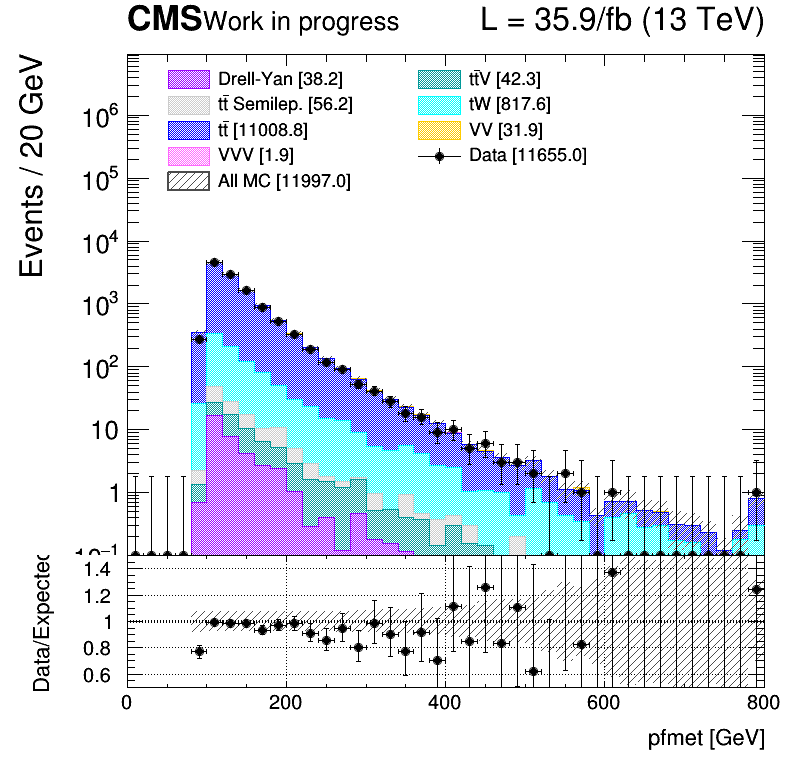 CMS Work in progress L = 35.9/fb (13 TeV)
Events / 20 GeV
Drell-Yan [38.2]
tt̄ Semilep. [56.2]
tt̄ [11008.8]
VVV [1.9]
All MC [11997.0]
tt̄V [42.3]
tW [817.6]
VV [31.9]
Data [11655.0]
10⁶
10⁵
10⁴
10³
10²
10
1
10⁻¹
Data/Expected
1.4
1.2
1
0.8
0.6
0 200 400 600 800
pfmet [GeV]